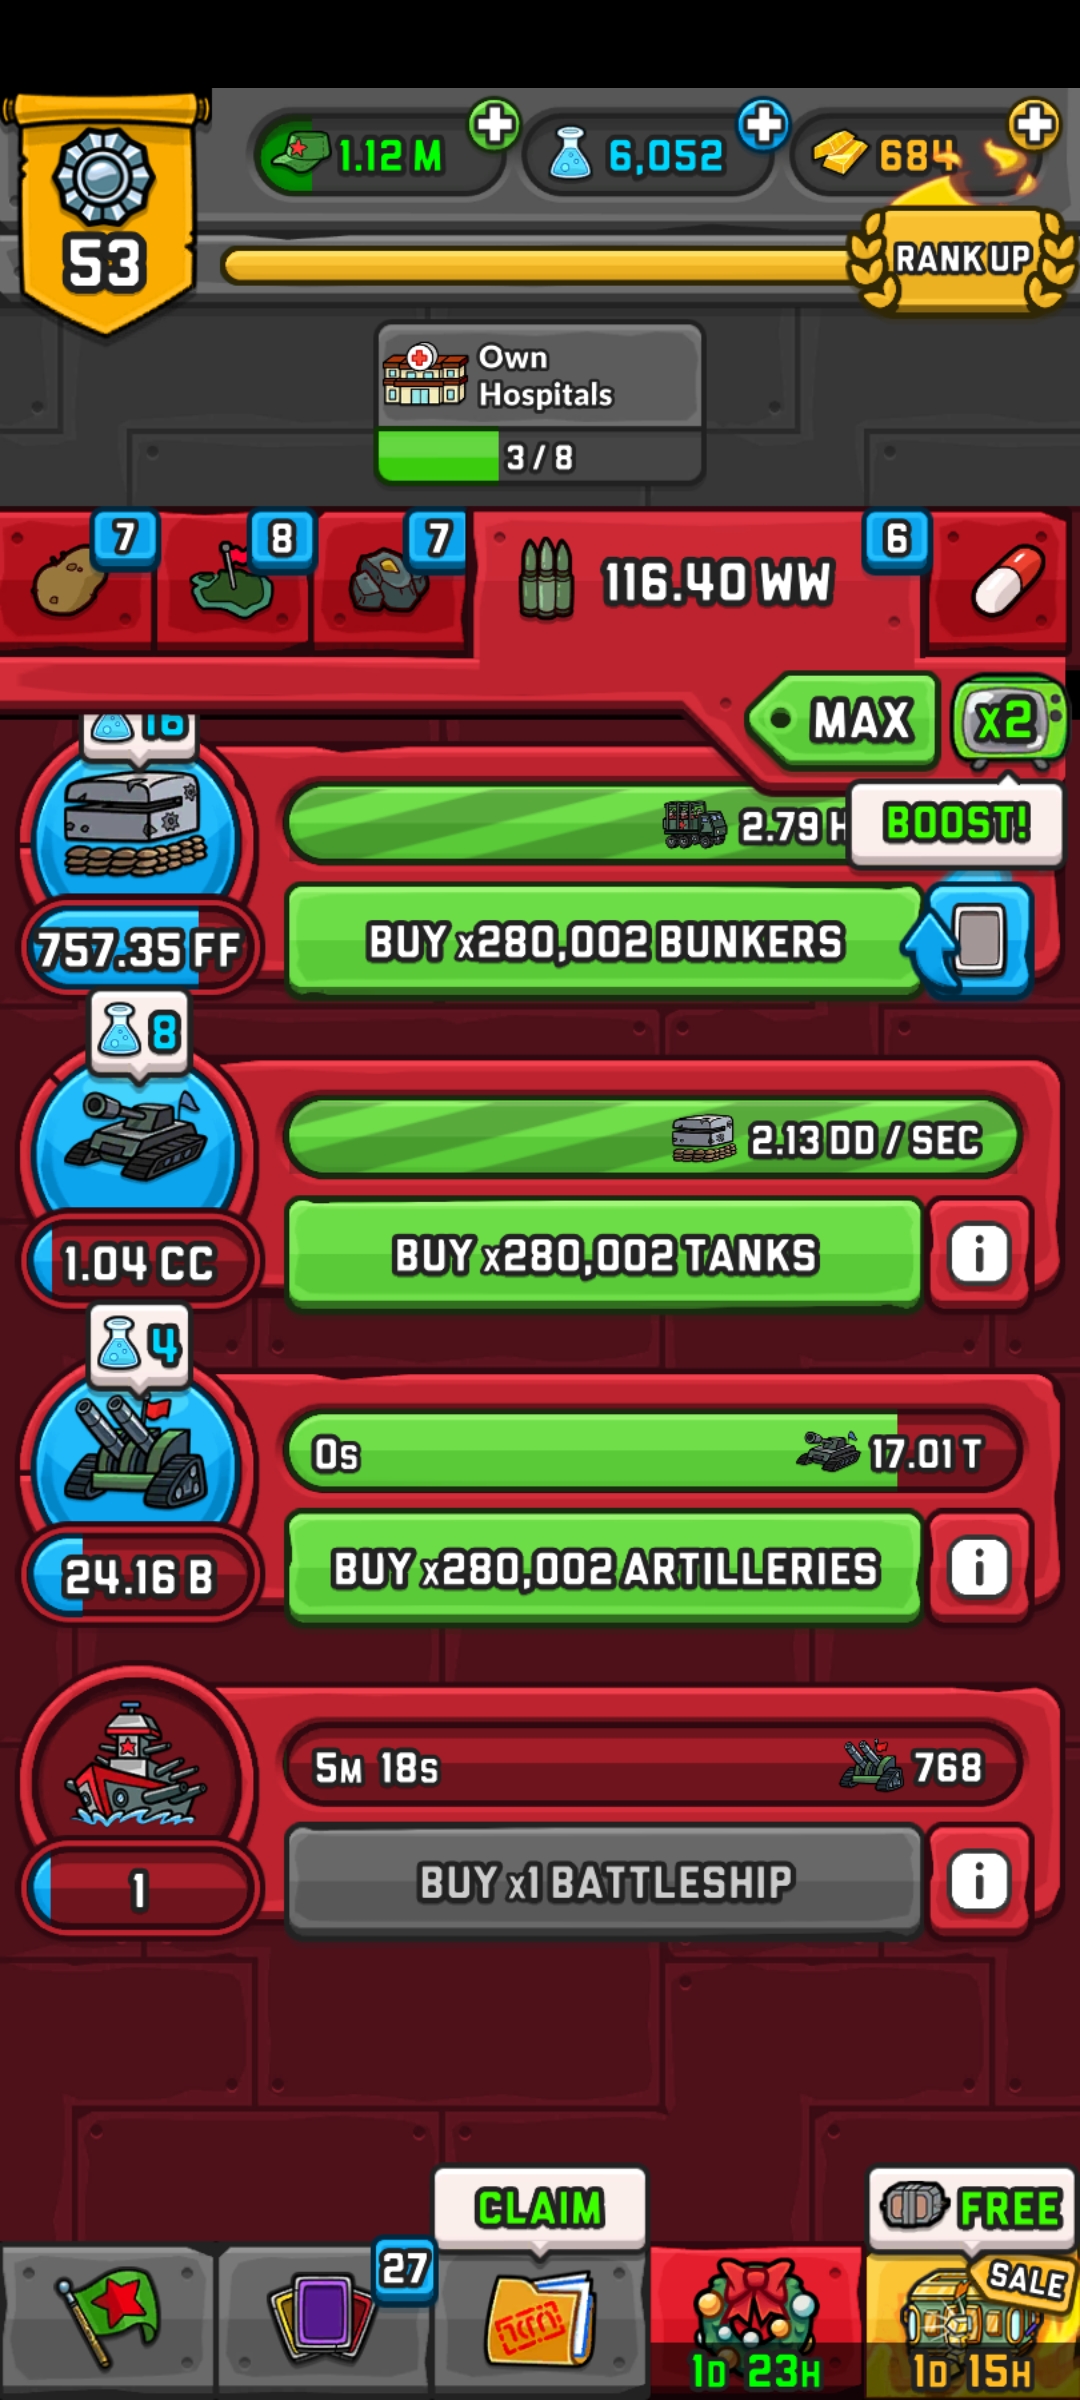 53
1.12 M
6,052
684
RANK UP
Own
Hospitals
3 / 8
7
8
7
116.40 WW
6
MAX
x2
BOOST!
16
2.79 H
757.35 FF
BUY x280,002 BUNKERS
8
2.13 DD / SEC
1.04 CC
BUY x280,002 TANKS
i
4
0s
17.01 T
24.16 B
BUY x280,002 ARTILLERIES
i
5M 18s
768
1
BUY x1 BATTLESHIP
i
CLAIM
FREE
27
SALE
1D 23H
1D 15H